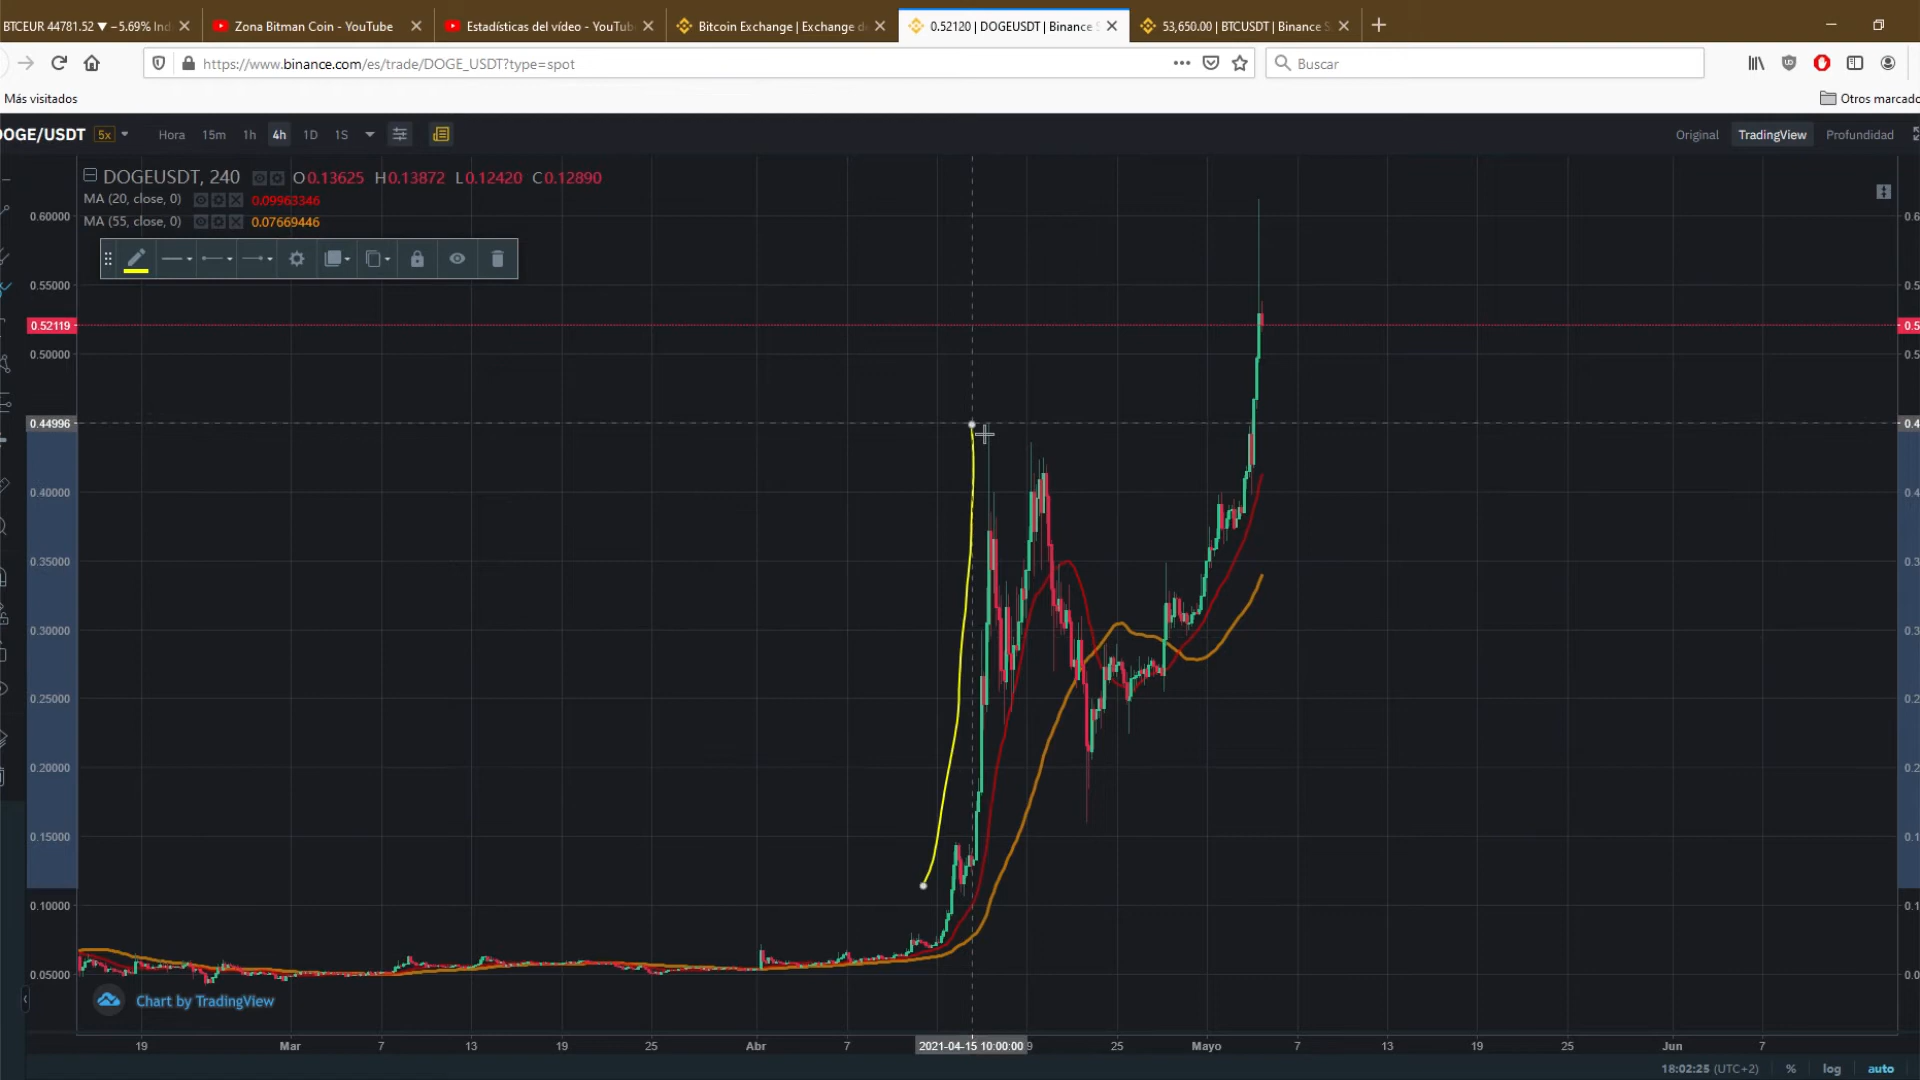 BTCEUR 44781.52 ▼ −5.69% Ind
Zona Bitman Coin - YouTube
Estadísticas del vídeo - YouTub
Bitcoin Exchange | Exchange d
0.52120 | DOGEUSDT | Binance S
53,650.00 | BTCUSDT | Binance S
https://www.binance.com/es/trade/DOGE_USDT?type=spot
Buscar
Más visitados
Otros marcado
DOGE/USDT 5x
Hora 15m 1h 4h 1D 1S
Original TradingView Profundidad
DOGEUSDT, 240 O0.13625 H0.13872 L0.12420 C0.12890
MA (20, close, 0) 0.09963346
MA (55, close, 0) 0.07669446
0.60000
0.55000
0.52119
0.50000
0.44996
0.40000
0.35000
0.30000
0.25000
0.20000
0.15000
0.10000
0.05000
Chart by TradingView
19 Mar 7 13 19 25 Abr 7 2021-04-15 10:00:00 9 25 Mayo 7 13 19 25 Jun 7
18:02:25 (UTC+2) % log auto